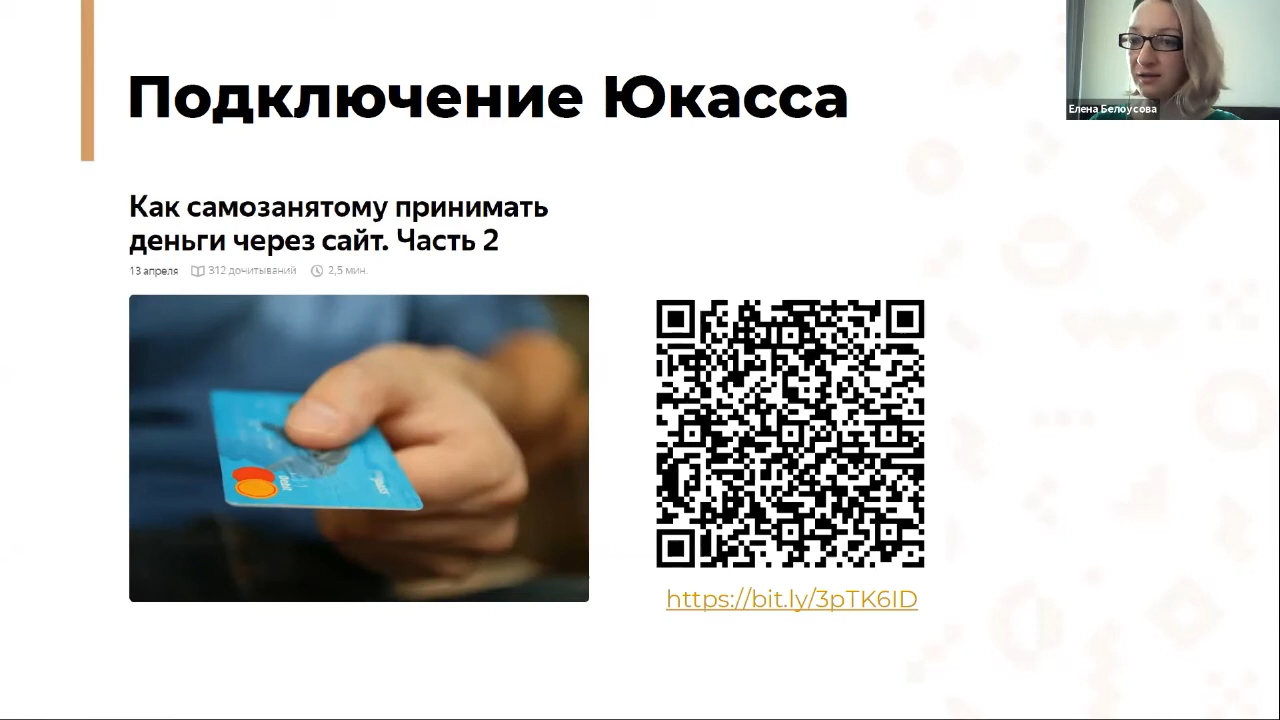 Подключение Юкасса
Елена Белоусова
Как самозанятому принимать
деньги через сайт. Часть 2
13 апреля 312 дочитываний 2,5 мин.
https://bit.ly/3pTK6ID